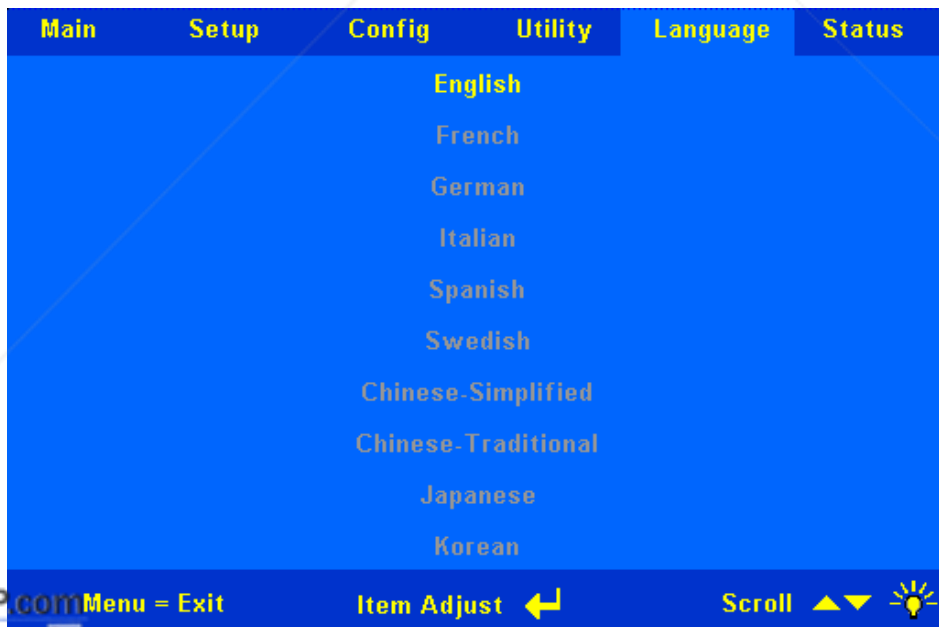 Main Setup Config Utility Language Status
English
French
German
Italian
Spanish
Swedish
Chinese-Simplified
Chinese-Traditional
Japanese
Korean
.com Menu = Exit Item Adjust Scroll